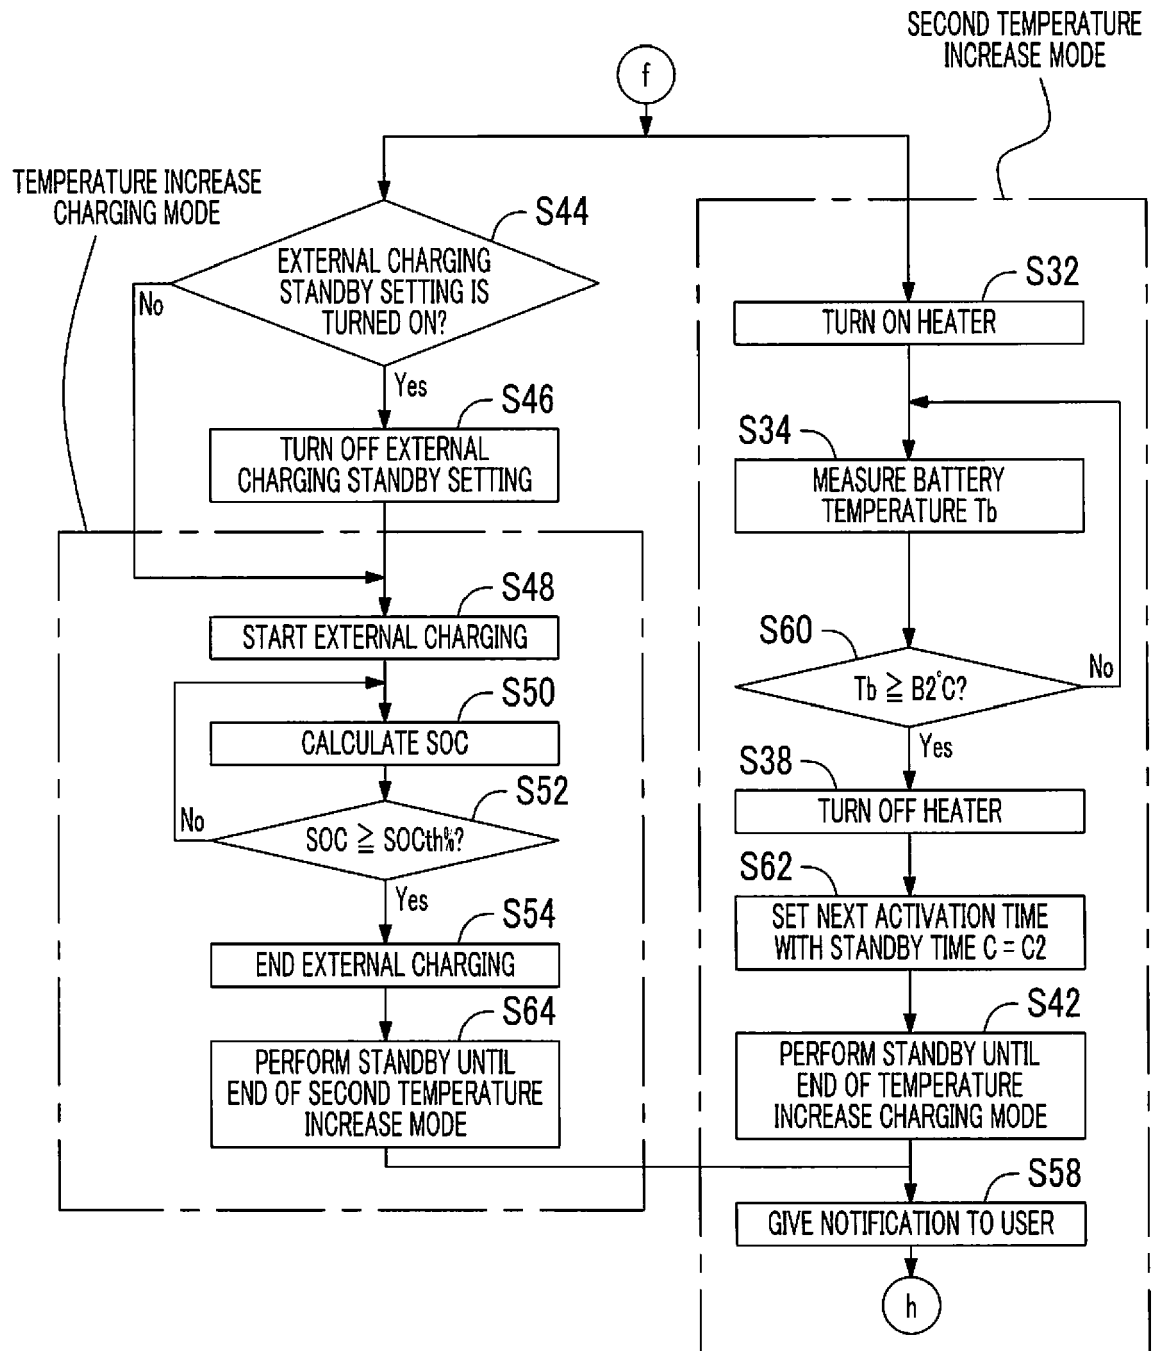 SECOND TEMPERATURE
INCREASE MODE
f
TEMPERATURE INCREASE
CHARGING MODE
S44
EXTERNAL CHARGING
STANDBY SETTING IS
TURNED ON?
No
Yes
S46
TURN OFF EXTERNAL
CHARGING STANDBY SETTING
S48
START EXTERNAL CHARGING
S50
CALCULATE SOC
S52
SOC ≧ SOCth%?
No
Yes
S54
END EXTERNAL CHARGING
S64
PERFORM STANDBY UNTIL
END OF SECOND TEMPERATURE
INCREASE MODE
S32
TURN ON HEATER
S34
MEASURE BATTERY
TEMPERATURE Tb
S60
Tb ≧ B2°C?
No
Yes
S38
TURN OFF HEATER
S62
SET NEXT ACTIVATION TIME
WITH STANDBY TIME C = C2
S42
PERFORM STANDBY UNTIL
END OF TEMPERATURE
INCREASE CHARGING MODE
S58
GIVE NOTIFICATION TO USER
h